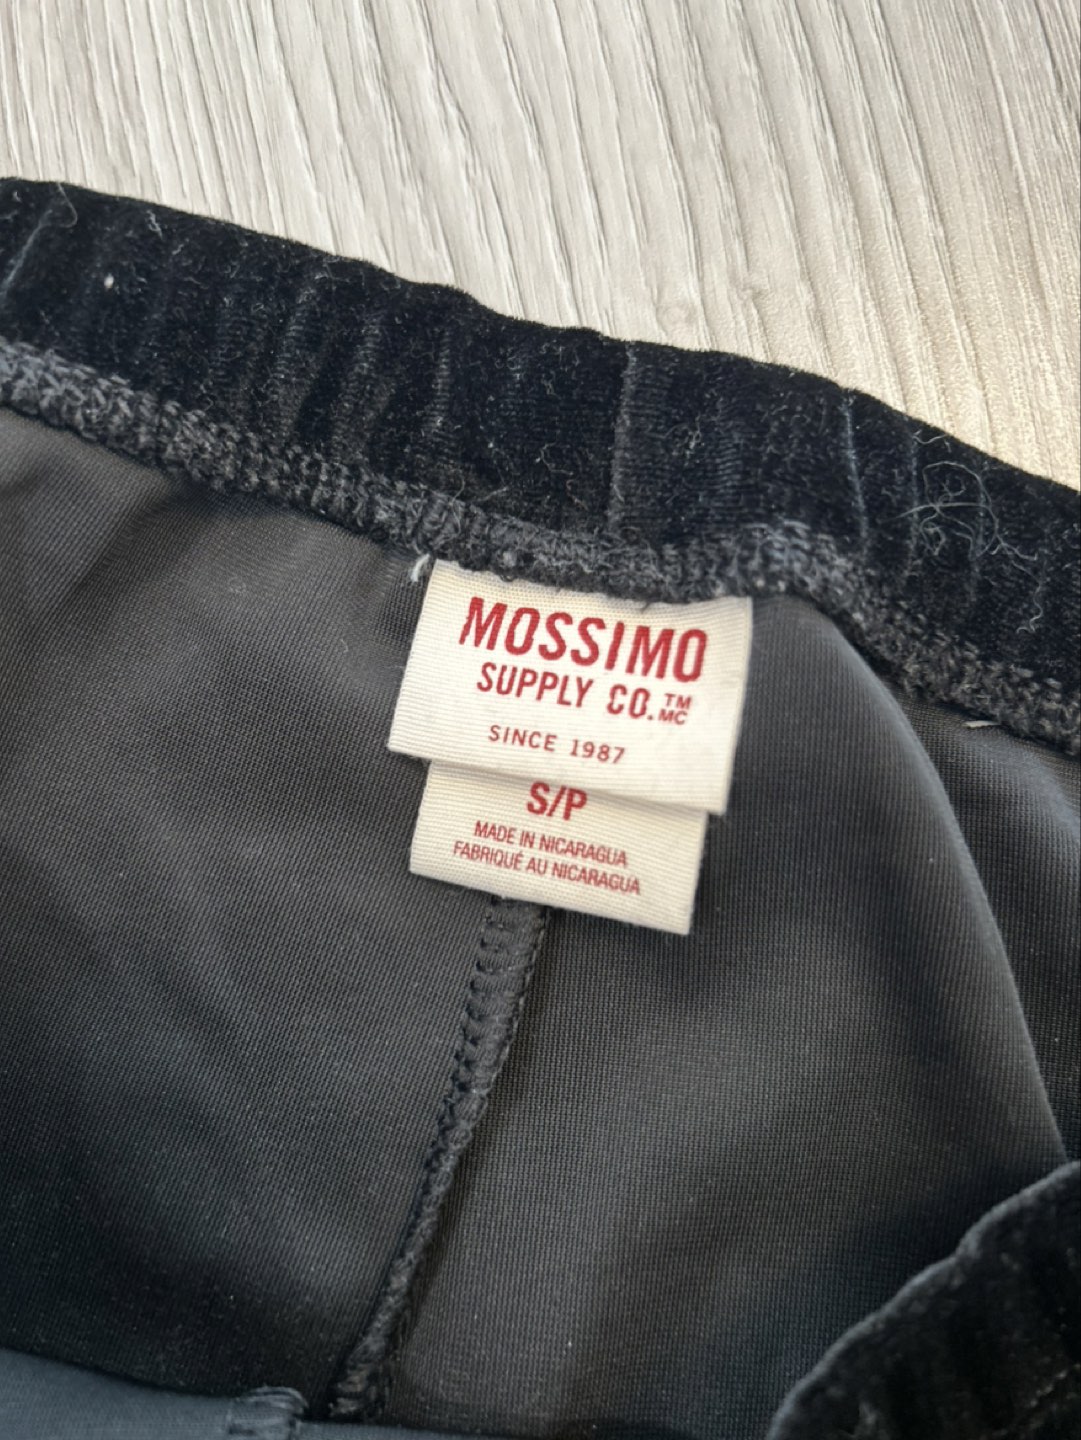 MOSSIMO
SUPPLY CO.™ MC
SINCE 1987
S/P
MADE IN NICARAGUA
FABRIQUÉ AU NICARAGUA